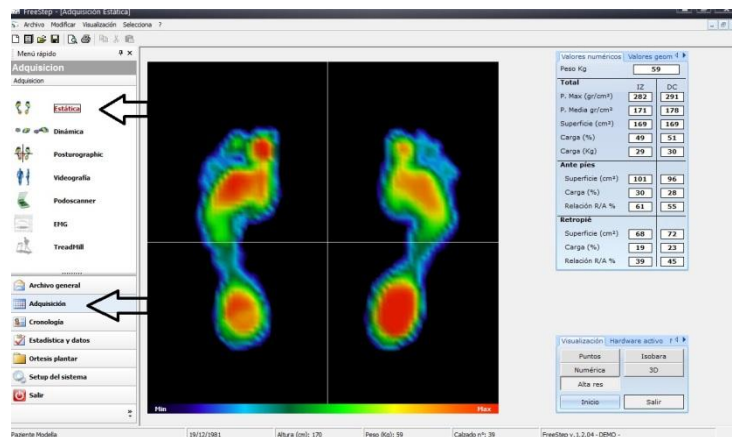 FreeStep - [Adquisición Estática]
Archivo Modificar Visualización Selecciona ?
Menú rápido
Adquisicion
Adquisicion
Estática
Dinámica
Posturographic
Videografía
Podoscanner
EMG
TreadMill
Archivo general
Adquisición
Cronología
Estadística y datos
Ortesis plantar
Setup del sistema
Salir
Min Max
Valores numéricos Valores geom
Peso Kg 59
Total IZ DC
P. Max (gr/cm²) 282 291
P. Media gr/cm² 171 178
Superficie (cm²) 169 169
Carga (%) 49 51
Carga (Kg) 29 30
Ante pies
Superficie (cm²) 101 96
Carga (%) 30 28
Relación R/A % 61 55
Retropié
Superficie (cm²) 68 72
Carga (%) 19 23
Relación R/A % 39 45
Visualización Hardware activo
Puntos Isobara
Numérica 3D
Alta res
Inicio Salir
Paziente Modella 19/12/1981 Altura (cm): 170 Peso (Kg): 59 Calzado n°: 39 FreeStep v.1.2.04 - DEMO -